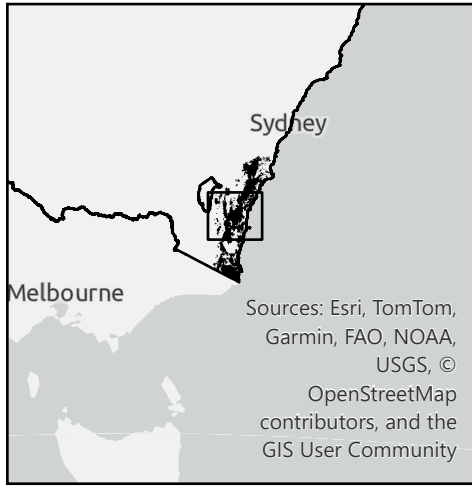 Sydney
Melbourne
Sources: Esri, TomTom,
Garmin, FAO, NOAA,
USGS, ©
OpenStreetMap
contributors, and the
GIS User Community